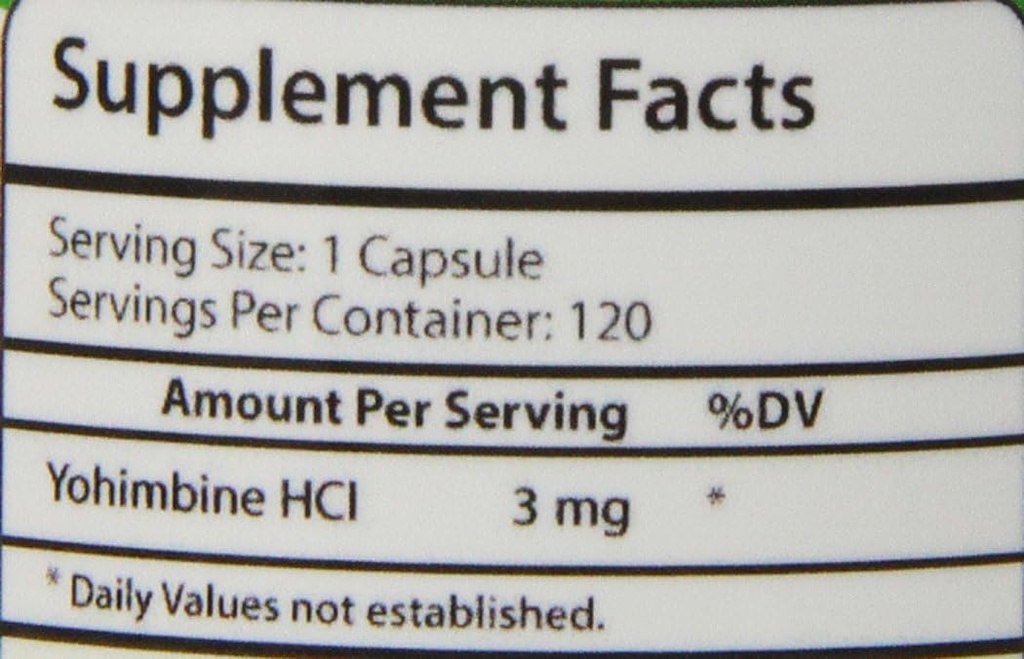 Supplement Facts
Serving Size: 1 Capsule
Servings Per Container: 120
Amount Per Serving %DV
Yohimbine HCl 3 mg *
* Daily Values not established.